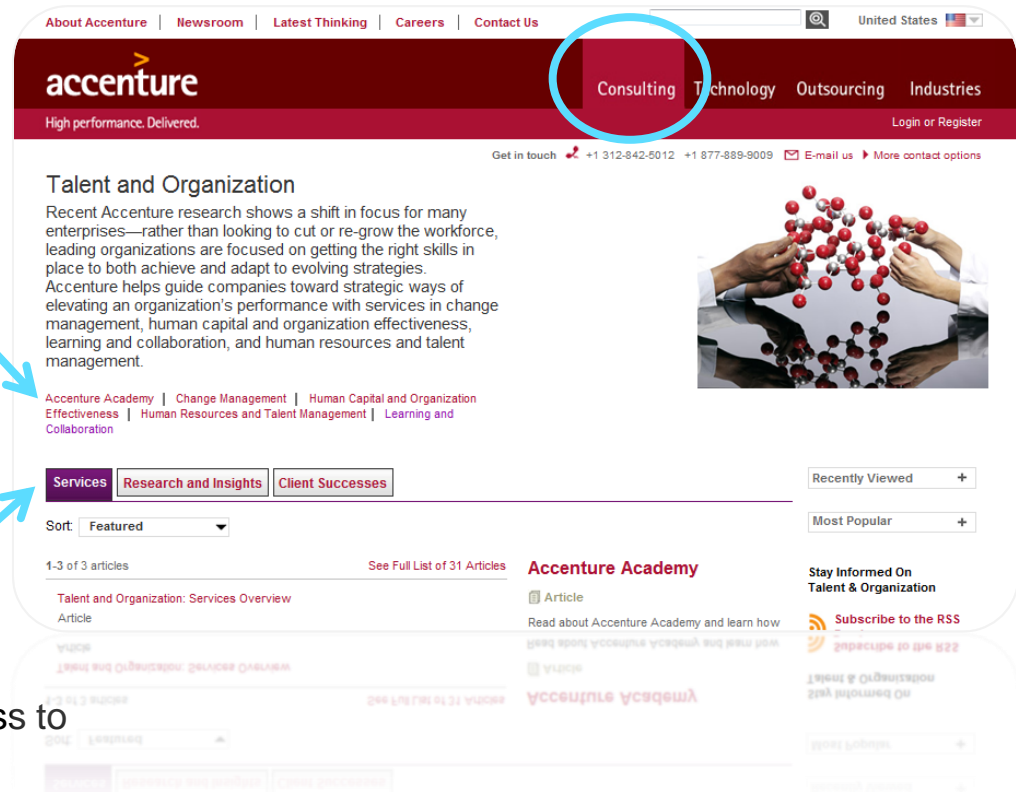 About Accenture | Newsroom | Latest Thinking | Careers | Contact Us
United States
accenture
Consulting Technology Outsourcing Industries
High performance. Delivered.
Login or Register
Get in touch +1 312-842-5012 +1 877-889-9009 E-mail us More contact options
Talent and Organization
Recent Accenture research shows a shift in focus for many
enterprises—rather than looking to cut or re-grow the workforce,
leading organizations are focused on getting the right skills in
place to both achieve and adapt to evolving strategies.
Accenture helps guide companies toward strategic ways of
elevating an organization's performance with services in change
management, human capital and organization effectiveness,
learning and collaboration, and human resources and talent
management.
Accenture Academy | Change Management | Human Capital and Organization
Effectiveness | Human Resources and Talent Management | Learning and
Collaboration
Services Research and Insights Client Successes
Sort: Featured
1-3 of 3 articles See Full List of 31 Articles
Talent and Organization: Services Overview
Article
Accenture Academy
Article
Read about Accenture Academy and learn how
Recently Viewed +
Most Popular +
Stay Informed On
Talent & Organization
Subscribe to the RSS
to